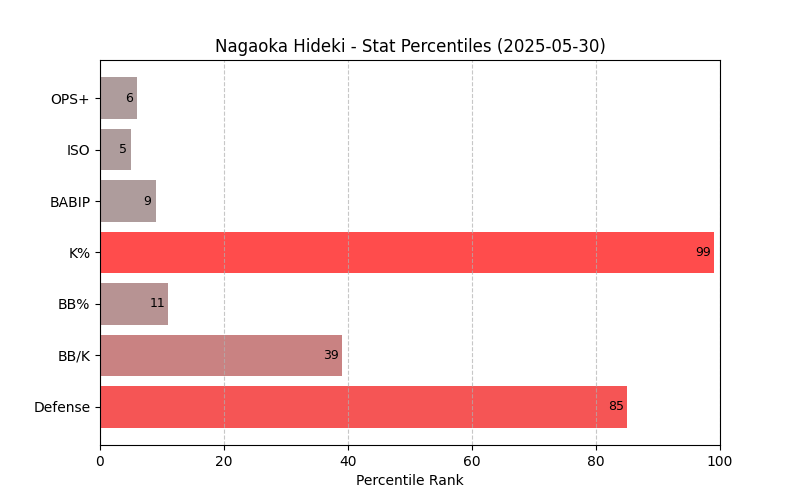 Nagaoka Hideki - Stat Percentiles (2025-05-30)
OPS+ 6
ISO 5
BABIP 9
K% 99
BB% 11
BB/K 39
Defense 85
0 20 40 60 80 100
Percentile Rank